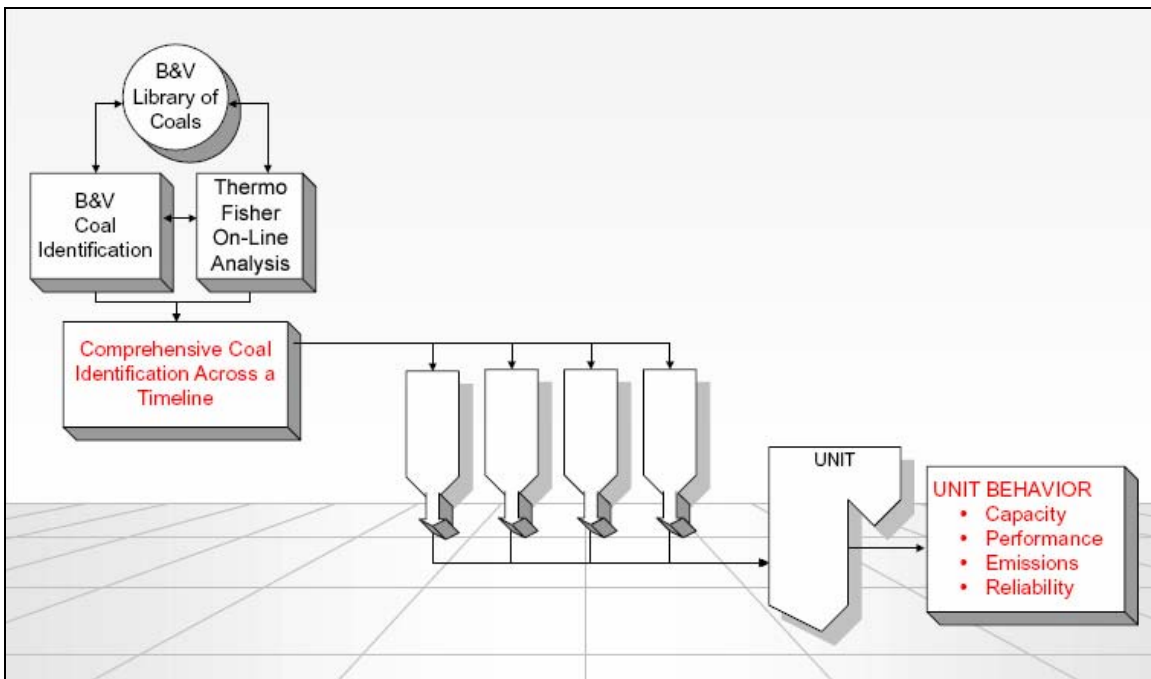 B&V
Library of
Coals
B&V
Coal
Identification
Thermo
Fisher
On-Line
Analysis
Comprehensive Coal
Identification Across a
Timeline
UNIT
UNIT BEHAVIOR
• Capacity
• Performance
• Emissions
• Reliability